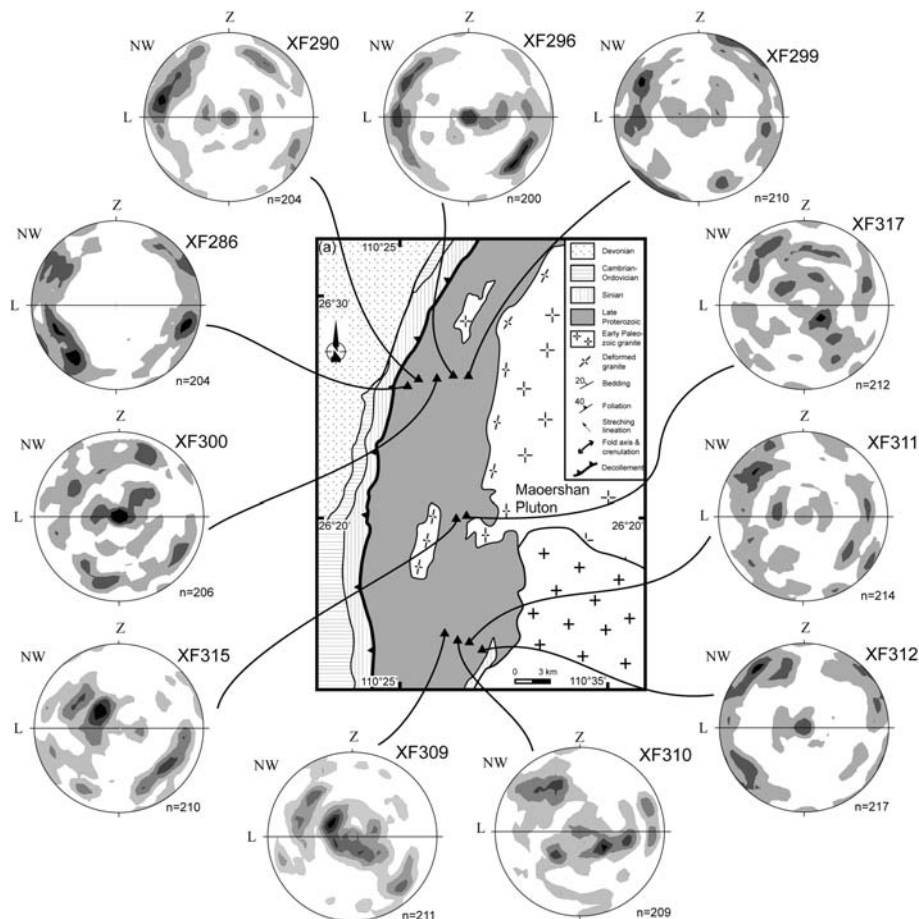 Z
NW
XF290
L
n=204
Z
NW
XF296
L
n=200
Z
NW
XF299
L
n=210
Z
NW
XF286
L
n=204
Z
NW
XF317
L
n=212
Z
NW
XF300
L
n=206
Z
NW
XF311
L
n=214
Z
NW
XF315
L
n=210
Z
NW
XF312
L
n=217
Z
NW
XF309
L
n=211
Z
NW
XF310
L
n=209
(a)
110°25'
26°30'
N
26°20'
26°20'
Maoershan
Pluton
0 3 km
110°25'
110°35'
Devonian
Cambrian-
Ordovician
Sinian
Late
Proterozoic
Early Paleo-
zoic granite
Deformed
granite
20
Bedding
40
Foliation
Streching
lineation
Fold axis &
crenulation
Decollement